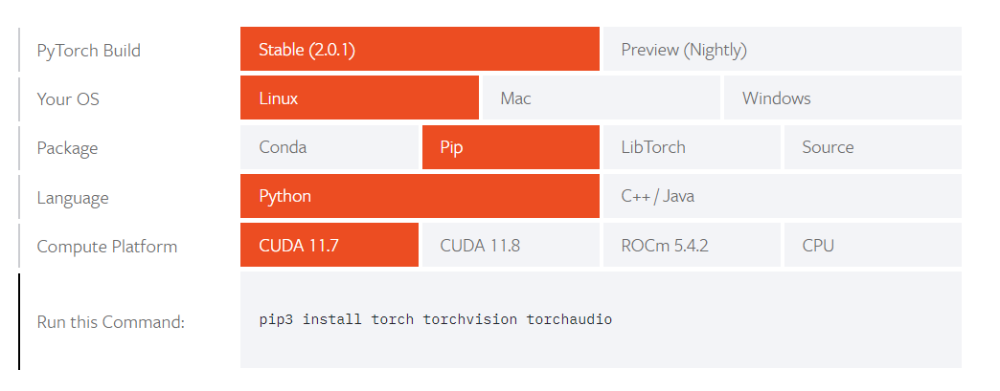 PyTorch Build Stable (2.0.1) Preview (Nightly)
Your OS Linux Mac Windows
Package Conda Pip LibTorch Source
Language Python C++ / Java
Compute Platform CUDA 11.7 CUDA 11.8 ROCm 5.4.2 CPU
Run this Command: pip3 install torch torchvision torchaudio